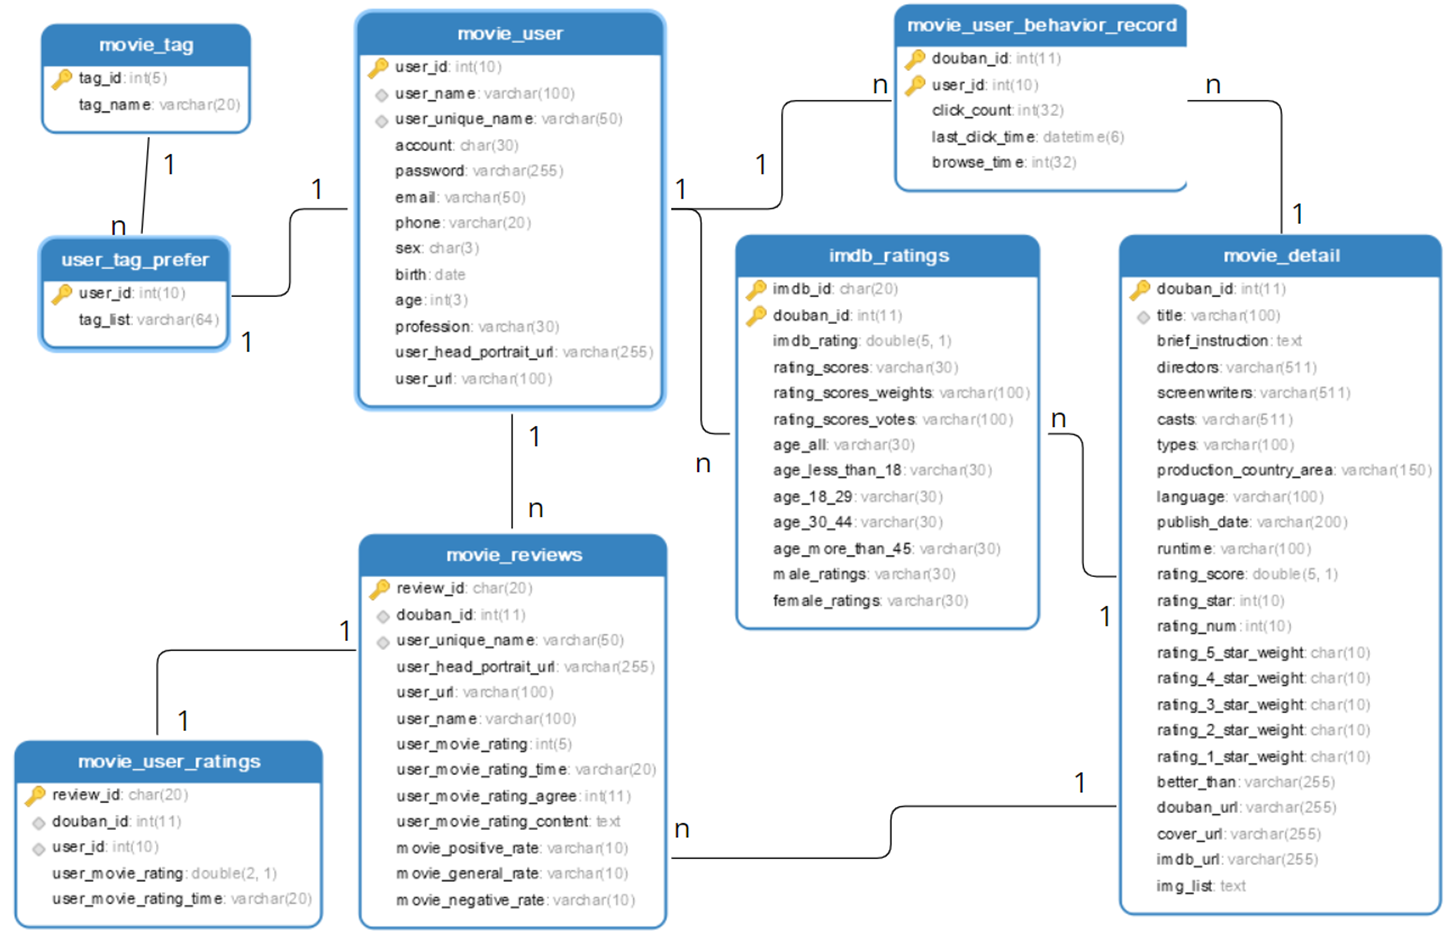 movie_tag
tag_id: int(5)
tag_name: varchar(20)
1
n
user_tag_prefer
user_id: int(10)
tag_list: varchar(64)
1
1
movie_user
user_id: int(10)
user_name: varchar(100)
user_unique_name: varchar(50)
account: char(30)
password: varchar(255)
email: varchar(50)
phone: varchar(20)
sex: char(3)
birth: date
age: int(3)
profession: varchar(30)
user_head_portrait_url: varchar(255)
user_url: varchar(100)
1
1
n
1
n
n
movie_user_behavior_record
douban_id: int(11)
user_id: int(10)
click_count: int(32)
last_click_time: datetime(6)
browse_time: int(32)
n
1
imdb_ratings
imdb_id: char(20)
douban_id: int(11)
imdb_rating: double(5, 1)
rating_scores: varchar(30)
rating_scores_weights: varchar(100)
rating_scores_votes: varchar(100)
age_all: varchar(30)
age_less_than_18: varchar(30)
age_18_29: varchar(30)
age_30_44: varchar(30)
age_more_than_45: varchar(30)
male_ratings: varchar(30)
female_ratings: varchar(30)
n
1
movie_detail
douban_id: int(11)
title: varchar(100)
brief_instruction: text
directors: varchar(511)
screenwriters: varchar(511)
casts: varchar(511)
types: varchar(100)
production_country_area: varchar(150)
language: varchar(100)
publish_date: varchar(200)
runtime: varchar(100)
rating_score: double(5, 1)
rating_star: int(10)
rating_num: int(10)
rating_5_star_weight: char(10)
rating_4_star_weight: char(10)
rating_3_star_weight: char(10)
rating_2_star_weight: char(10)
rating_1_star_weight: char(10)
better_than: varchar(255)
douban_url: varchar(255)
cover_url: varchar(255)
imdb_url: varchar(255)
img_list: text
movie_reviews
review_id: char(20)
douban_id: int(11)
user_unique_name: varchar(50)
user_head_portrait_url: varchar(255)
user_url: varchar(100)
user_name: varchar(100)
user_movie_rating: int(5)
user_movie_rating_time: varchar(20)
user_movie_rating_agree: int(11)
user_movie_rating_content: text
movie_positive_rate: varchar(10)
movie_general_rate: varchar(10)
movie_negative_rate: varchar(10)
1
1
n
1
movie_user_ratings
review_id: char(20)
douban_id: int(11)
user_id: int(10)
user_movie_rating: double(2, 1)
user_movie_rating_time: varchar(20)